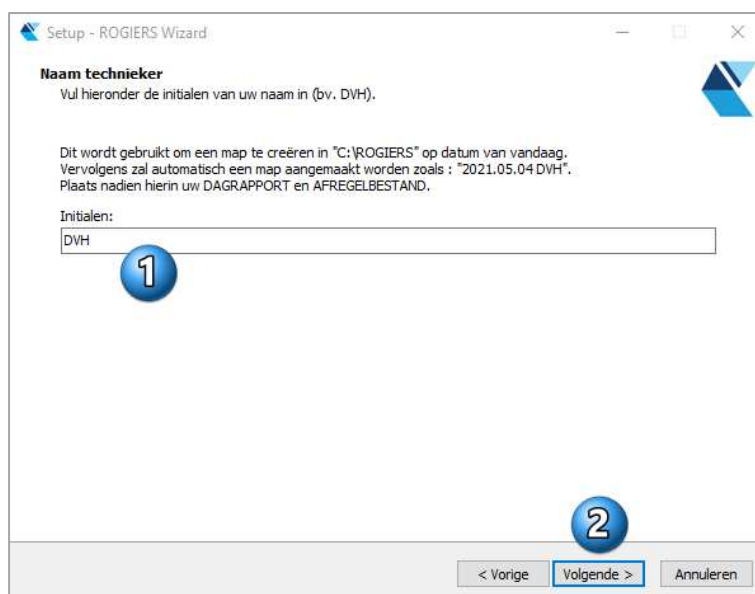 Setup - ROGIERS Wizard
Naam technieker
Vul hieronder de initialen van uw naam in (bv. DVH).
Dit wordt gebruikt om een map te creëren in "C:\ROGIERS" op datum van vandaag.
Vervolgens zal automatisch een map aangemaakt worden zoals : "2021.05.04 DVH".
Plaats nadien hierin uw DAGRAPPORT en AFREGELBESTAND.
Initialen:
DVH
1
2
< Vorige Volgende > Annuleren